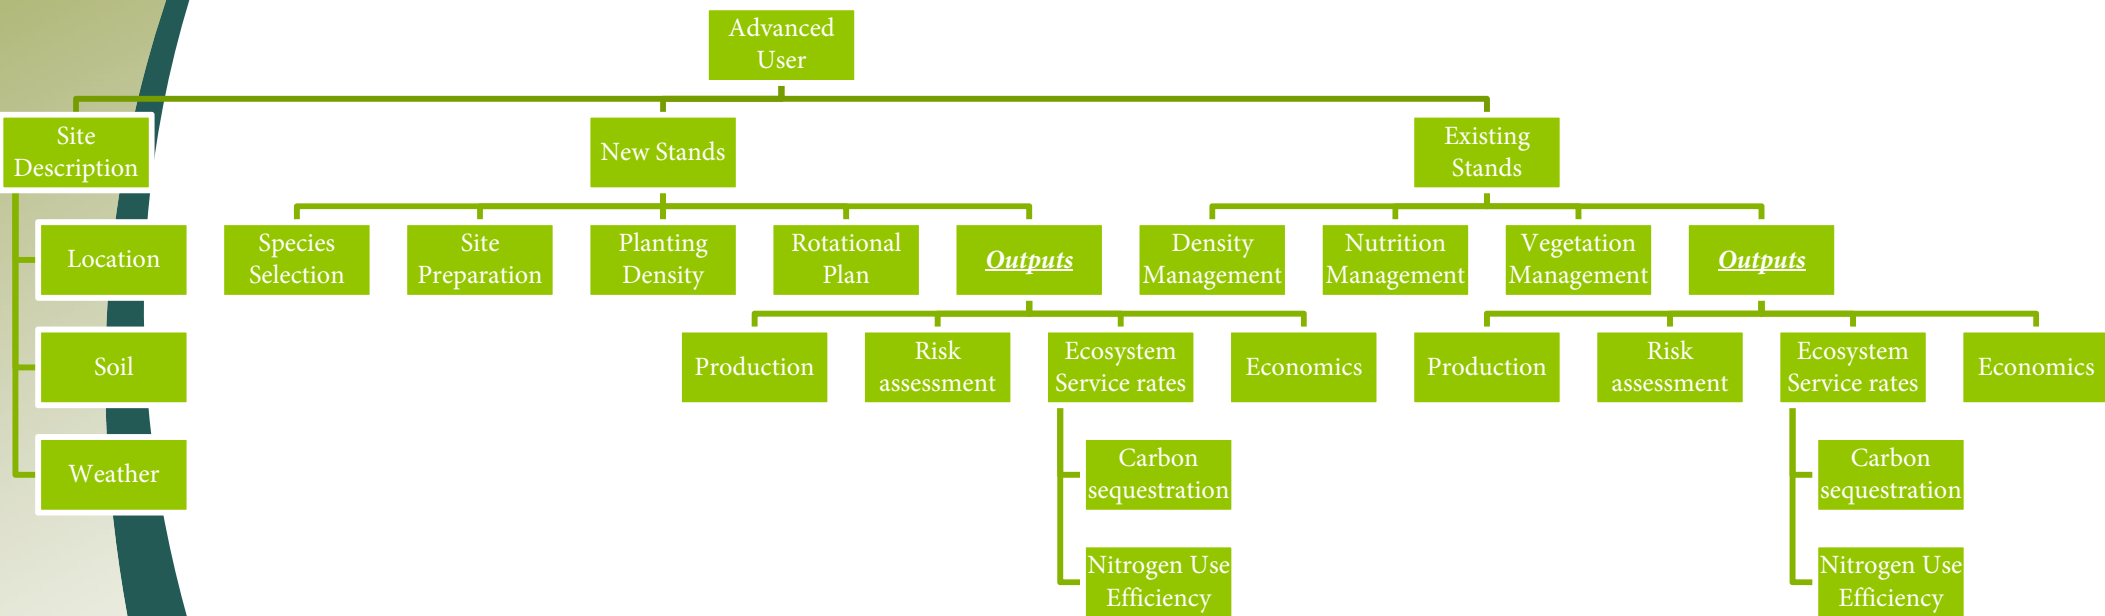 Advanced
User
Site
Description
New Stands
Existing
Stands
Location
Species
Selection
Site
Preparation
Planting
Density
Rotational
Plan
Outputs
Density
Management
Nutrition
Management
Vegetation
Management
Outputs
Soil
Production
Risk
assessment
Ecosystem
Service rates
Economics
Production
Risk
assessment
Ecosystem
Service rates
Economics
Weather
Carbon
sequestration
Carbon
sequestration
Nitrogen Use
Efficiency
Nitrogen Use
Efficiency